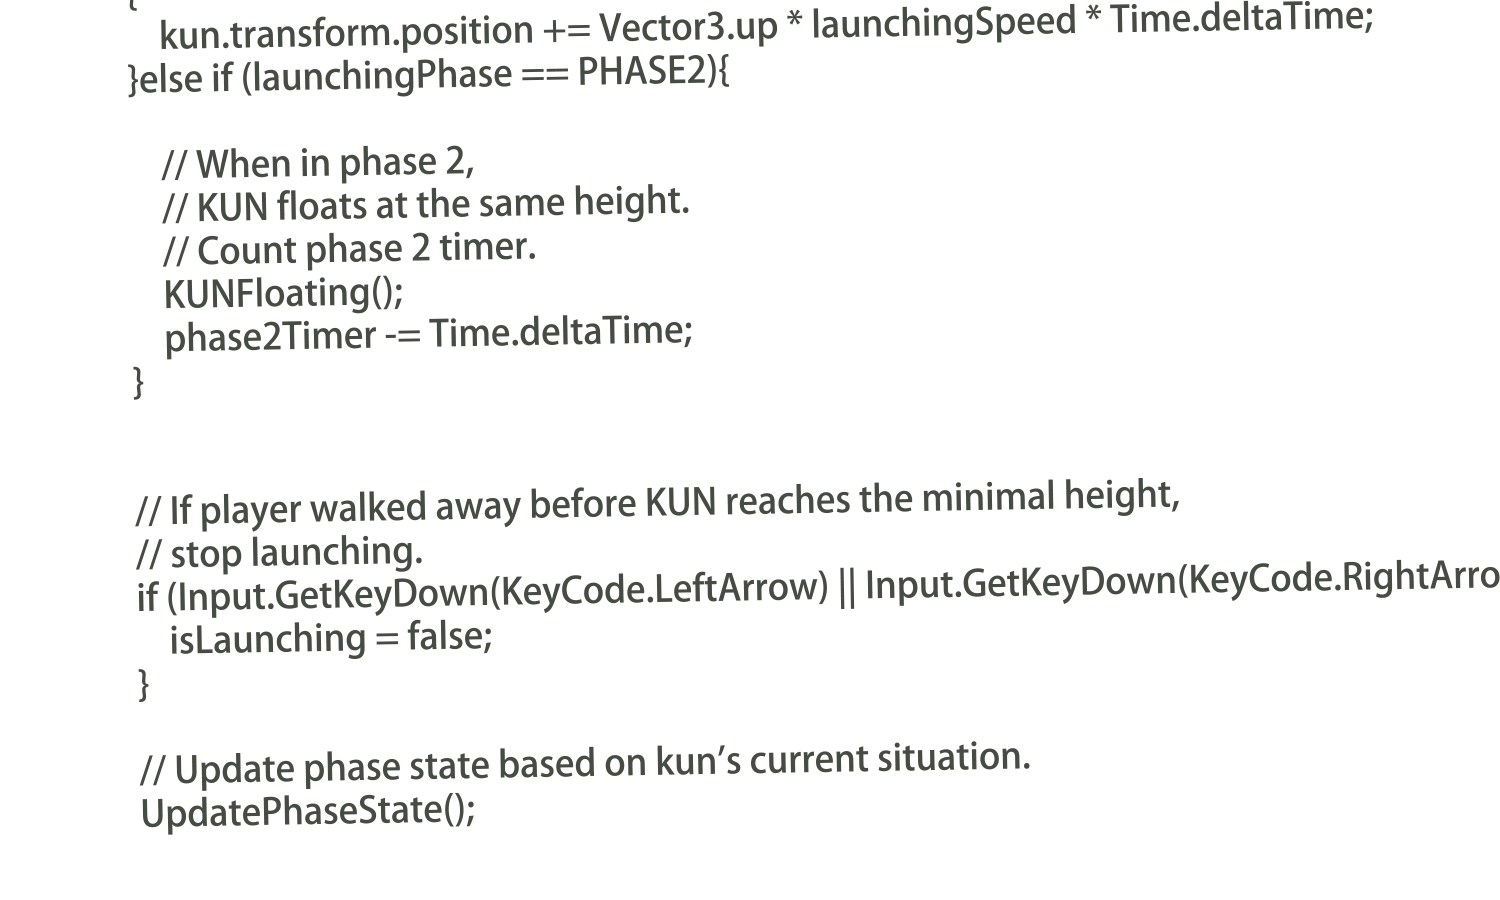 {
kun.transform.position += Vector3.up * launchingSpeed * Time.deltaTime;
}else if (launchingPhase == PHASE2){
// When in phase 2,
// KUN floats at the same height.
// Count phase 2 timer.
KUNFloating();
phase2Timer -= Time.deltaTime;
}
// If player walked away before KUN reaches the minimal height,
// stop launching.
if (Input.GetKeyDown(KeyCode.LeftArrow) || Input.GetKeyDown(KeyCode.RightArro
isLaunching = false;
}
// Update phase state based on kun’s current situation.
UpdatePhaseState();